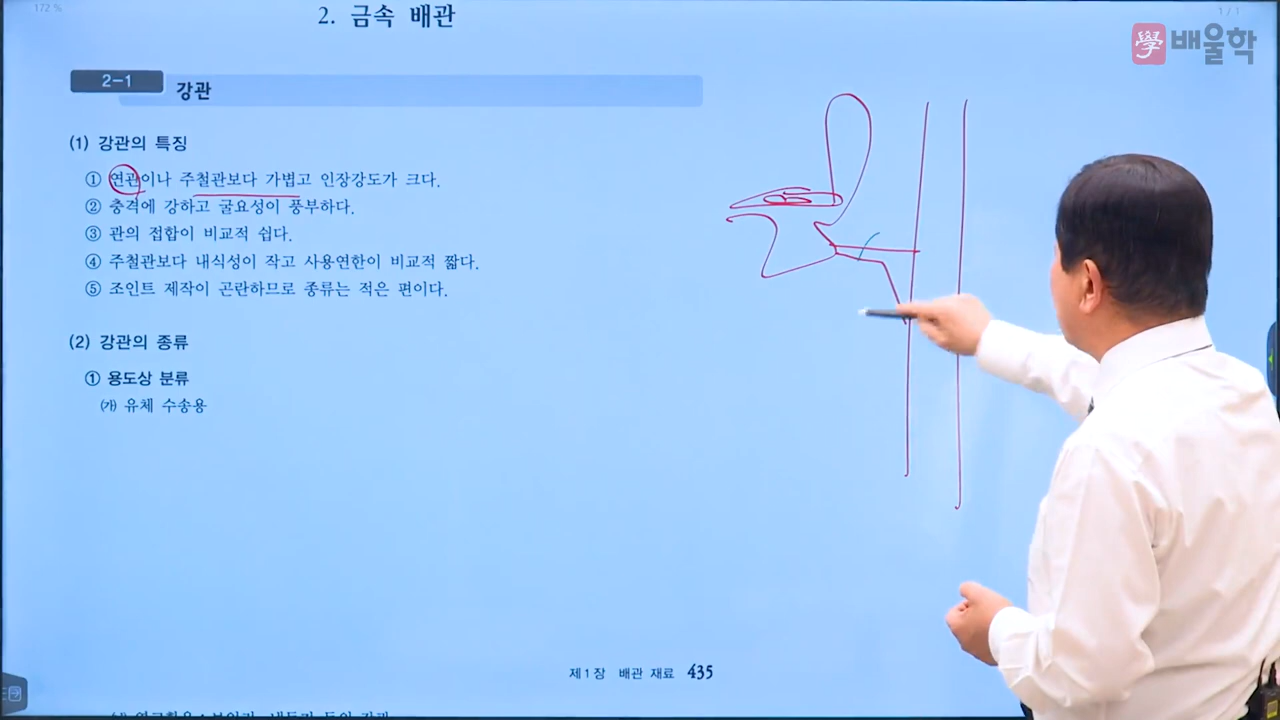 172 %
2. 금속 배관
1 / 1
學 배울학
2-1
강관
(1) 강관의 특징
① 연관이나 주철관보다 가볍고 인장강도가 크다.
② 충격에 강하고 굴요성이 풍부하다.
③ 관의 접합이 비교적 쉽다.
④ 주철관보다 내식성이 작고 사용연한이 비교적 짧다.
⑤ 조인트 제작이 곤란하므로 종류는 적은 편이다.
(2) 강관의 종류
① 용도상 분류
㈎ 유체 수송용
제1장 배관 재료 435